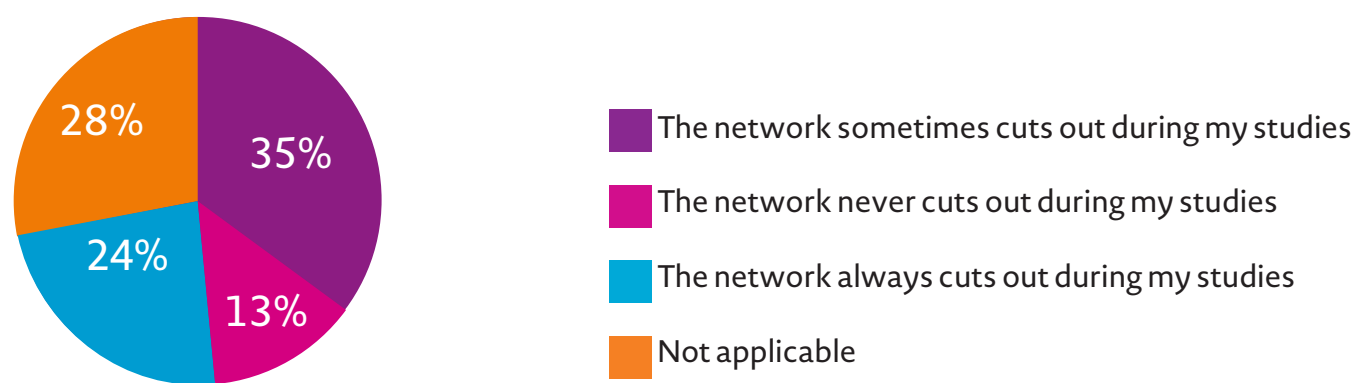 28%
35%
24%
13%
The network sometimes cuts out during my studies
The network never cuts out during my studies
The network always cuts out during my studies
Not applicable